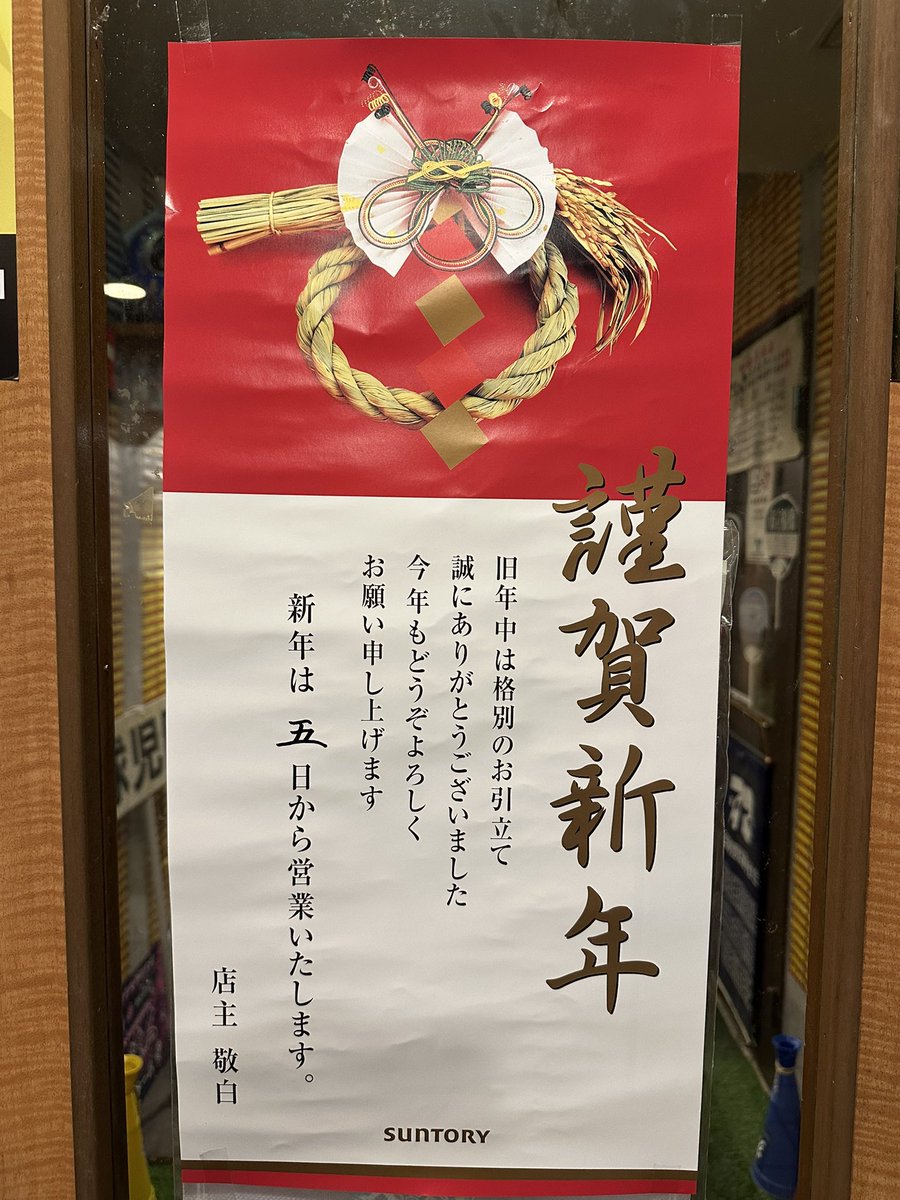 謹賀新年
旧年中は格別のお引立て
誠にありがとうございました
今年もどうぞよろしく
お願い申し上げます
新年は 五 日から営業いたします。
店主 敬白
SUNTORY
球児